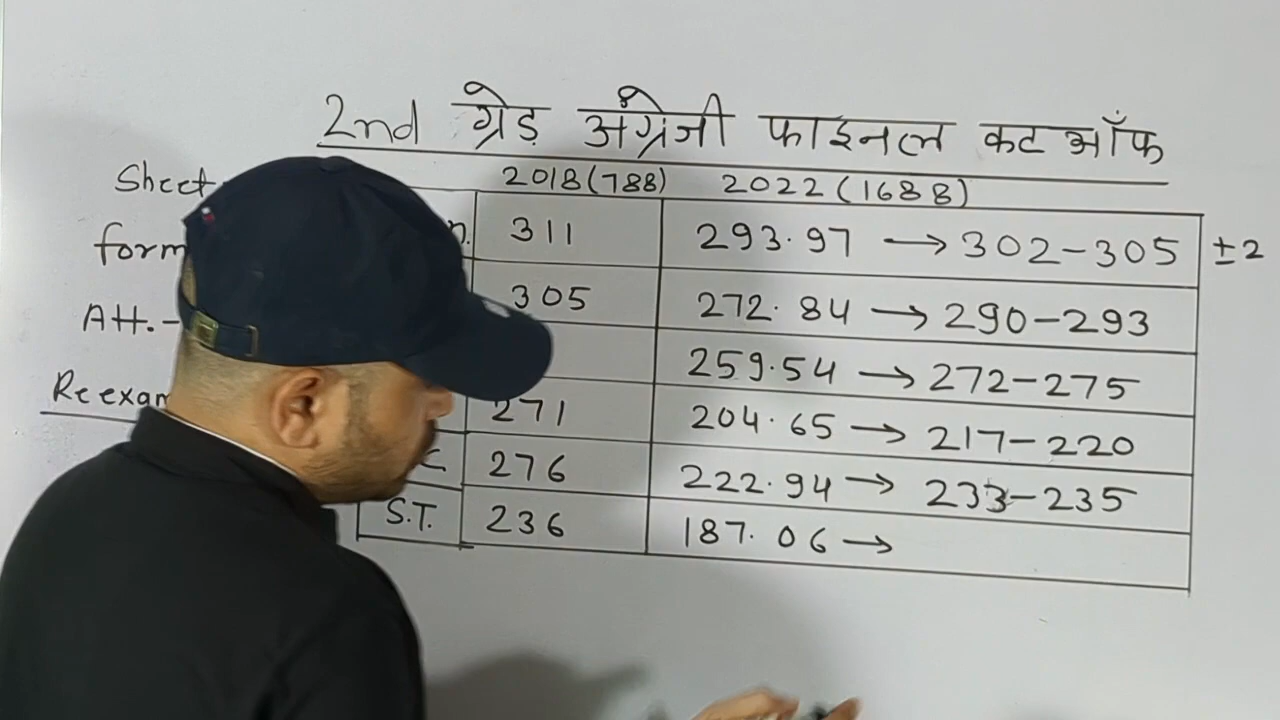 2nd ग्रेड़ अंग्रेजी फाइनल कट ऑफ
Sheet 2018(788) 2022(1688)
form 311 293.97 → 302-305 ±2
Att.- 305 272.84 → 290-293
259.54 → 272-275
Re exam 271 204.65 → 217-220
276 222.94 → 233-235
S.T. 236 187.06 →